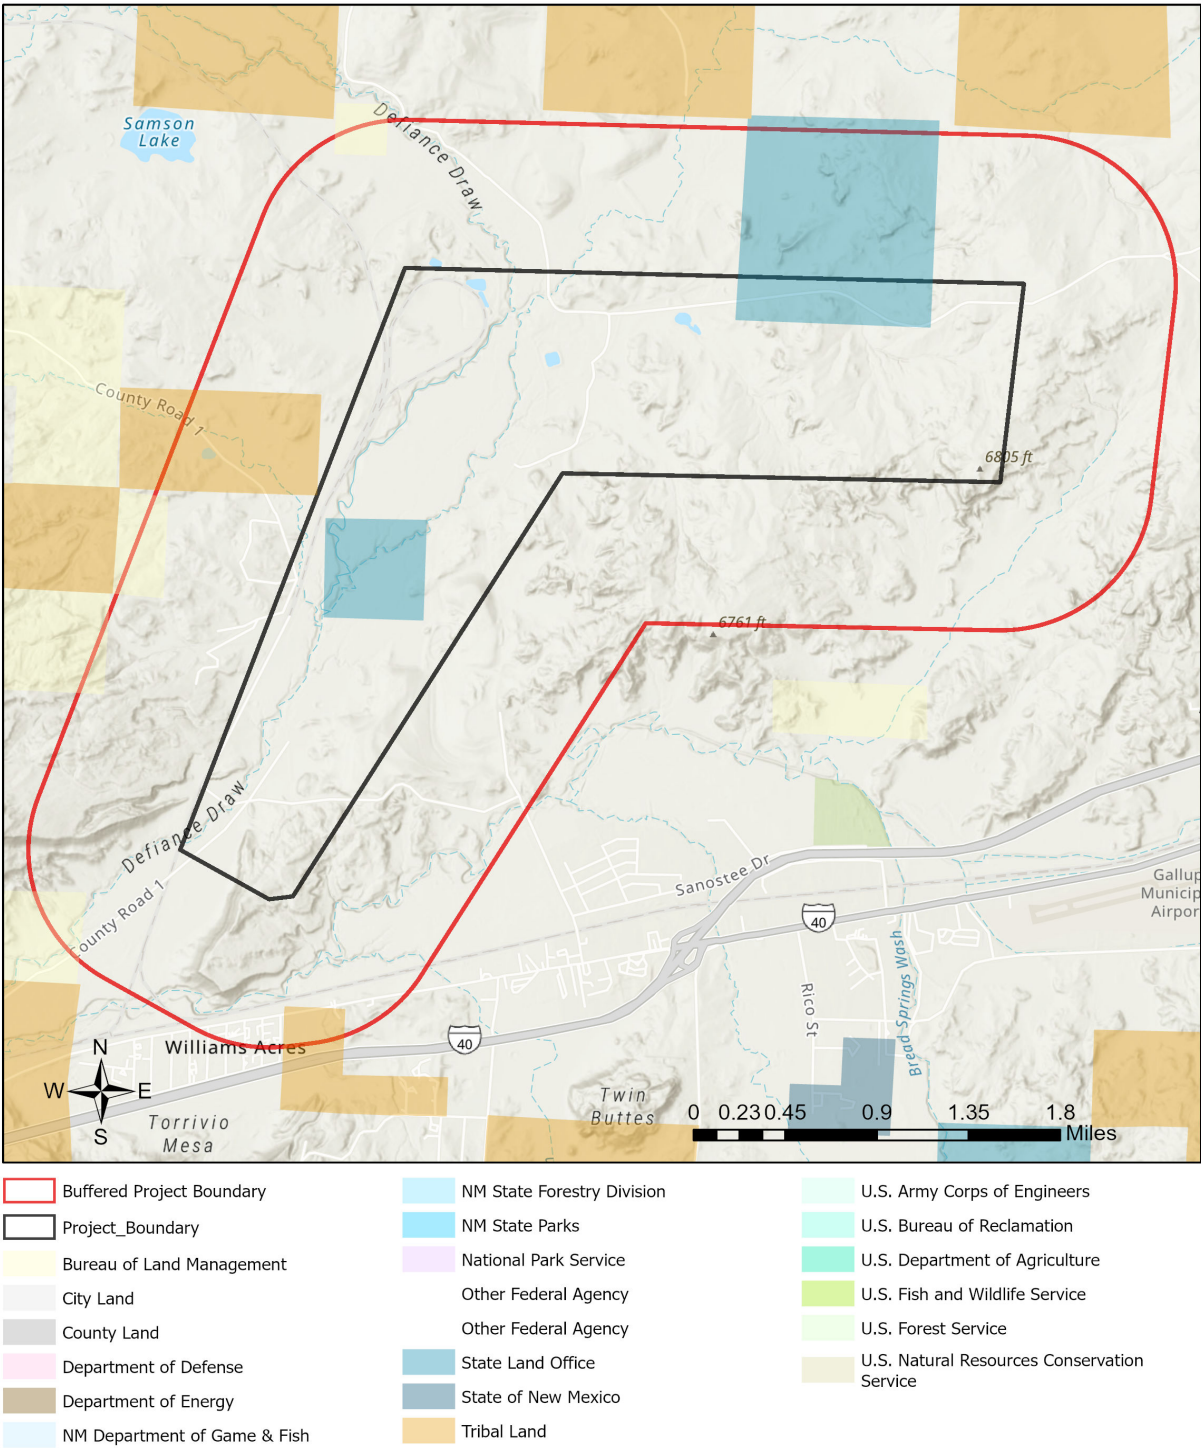 Samson
Lake
Defiance Draw
County Road 1
6805 ft
6761 ft
Defiance Draw
County Road 1
Sanostee Dr
Gallup
Municip
Airpor
40
Rico St
Bread Springs Wash
Williams Acres
40
Twin
Buttes
Torrivio
Mesa
N
W E
S
0 0.23 0.45 0.9 1.35 1.8
Miles
Buffered Project Boundary
Project_Boundary
Bureau of Land Management
City Land
County Land
Department of Defense
Department of Energy
NM Department of Game & Fish
NM State Forestry Division
NM State Parks
National Park Service
Other Federal Agency
Other Federal Agency
State Land Office
State of New Mexico
Tribal Land
U.S. Army Corps of Engineers
U.S. Bureau of Reclamation
U.S. Department of Agriculture
U.S. Fish and Wildlife Service
U.S. Forest Service
U.S. Natural Resources Conservation
Service